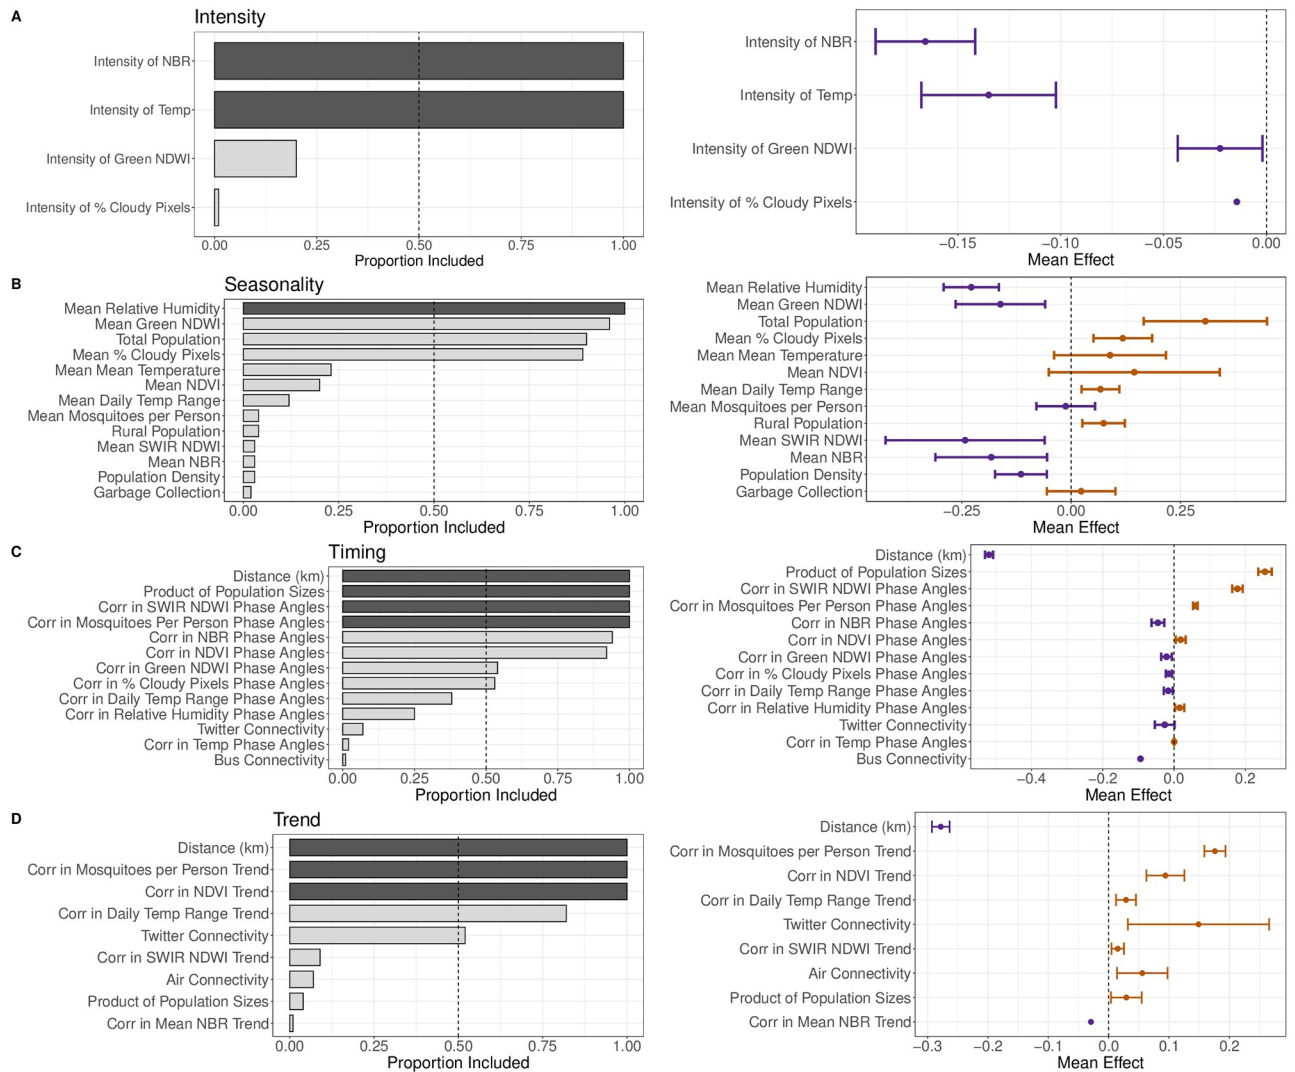 A
Intensity
Intensity of NBR
Intensity of Temp
Intensity of Green NDWI
Intensity of % Cloudy Pixels
0.00 0.25 0.50 0.75 1.00
Proportion Included
Intensity of NBR
Intensity of Temp
Intensity of Green NDWI
Intensity of % Cloudy Pixels
−0.15 −0.10 −0.05 0.00
Mean Effect
B
Seasonality
Mean Relative Humidity
Mean Green NDWI
Total Population
Mean % Cloudy Pixels
Mean Mean Temperature
Mean NDVI
Mean Daily Temp Range
Mean Mosquitoes per Person
Rural Population
Mean SWIR NDWI
Mean NBR
Population Density
Garbage Collection
0.00 0.25 0.50 0.75 1.00
Proportion Included
Mean Relative Humidity
Mean Green NDWI
Total Population
Mean % Cloudy Pixels
Mean Mean Temperature
Mean NDVI
Mean Daily Temp Range
Mean Mosquitoes per Person
Rural Population
Mean SWIR NDWI
Mean NBR
Population Density
Garbage Collection
−0.25 0.00 0.25
Mean Effect
C
Timing
Distance (km)
Product of Population Sizes
Corr in SWIR NDWI Phase Angles
Corr in Mosquitoes Per Person Phase Angles
Corr in NBR Phase Angles
Corr in NDVI Phase Angles
Corr in Green NDWI Phase Angles
Corr in % Cloudy Pixels Phase Angles
Corr in Daily Temp Range Phase Angles
Corr in Relative Humidity Phase Angles
Twitter Connectivity
Corr in Temp Phase Angles
Bus Connectivity
0.00 0.25 0.50 0.75 1.00
Proportion Included
Distance (km)
Product of Population Sizes
Corr in SWIR NDWI Phase Angles
Corr in Mosquitoes Per Person Phase Angles
Corr in NBR Phase Angles
Corr in NDVI Phase Angles
Corr in Green NDWI Phase Angles
Corr in % Cloudy Pixels Phase Angles
Corr in Daily Temp Range Phase Angles
Corr in Relative Humidity Phase Angles
Twitter Connectivity
Corr in Temp Phase Angles
Bus Connectivity
−0.4 −0.2 0.0 0.2
Mean Effect
D
Trend
Distance (km)
Corr in Mosquitoes per Person Trend
Corr in NDVI Trend
Corr in Daily Temp Range Trend
Twitter Connectivity
Corr in SWIR NDWI Trend
Air Connectivity
Product of Population Sizes
Corr in Mean NBR Trend
0.00 0.25 0.50 0.75 1.00
Proportion Included
Distance (km)
Corr in Mosquitoes per Person Trend
Corr in NDVI Trend
Corr in Daily Temp Range Trend
Twitter Connectivity
Corr in SWIR NDWI Trend
Air Connectivity
Product of Population Sizes
Corr in Mean NBR Trend
−0.3 −0.2 −0.1 0.0 0.1 0.2
Mean Effect